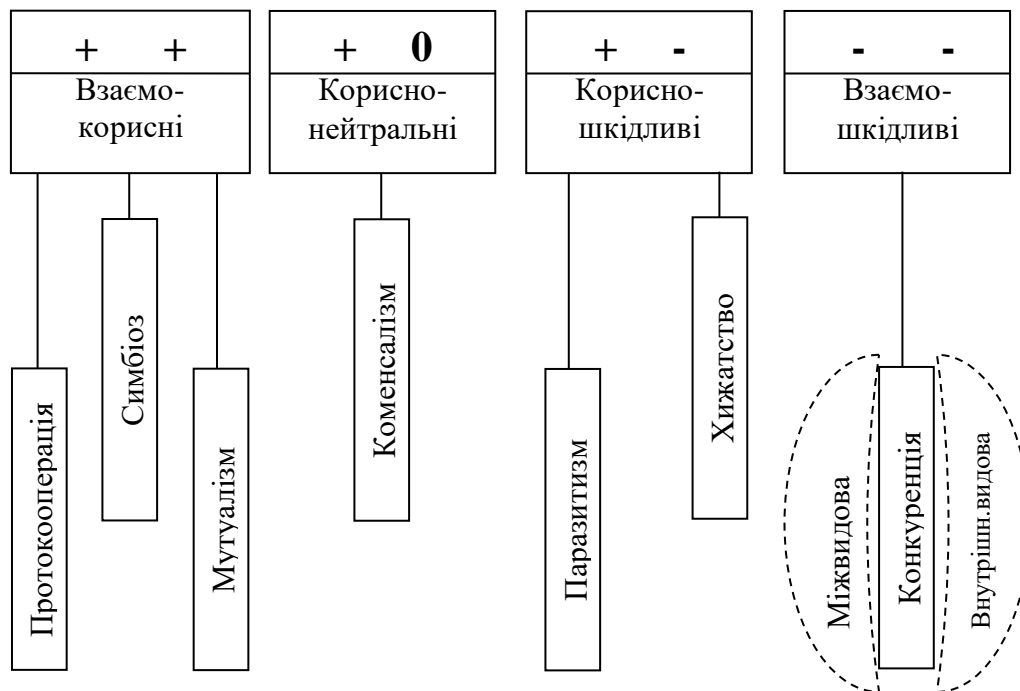 + +
Взаємо-
корисні
+ 0
Корисно-
нейтральні
+ -
Корисно-
шкідливі
- -
Взаємо-
шкідливі
Протокооперація
Симбіоз
Мутуалізм
Коменсалізм
Паразитизм
Хижатство
Міжвидова
Конкуренція
Внутрішн.видова